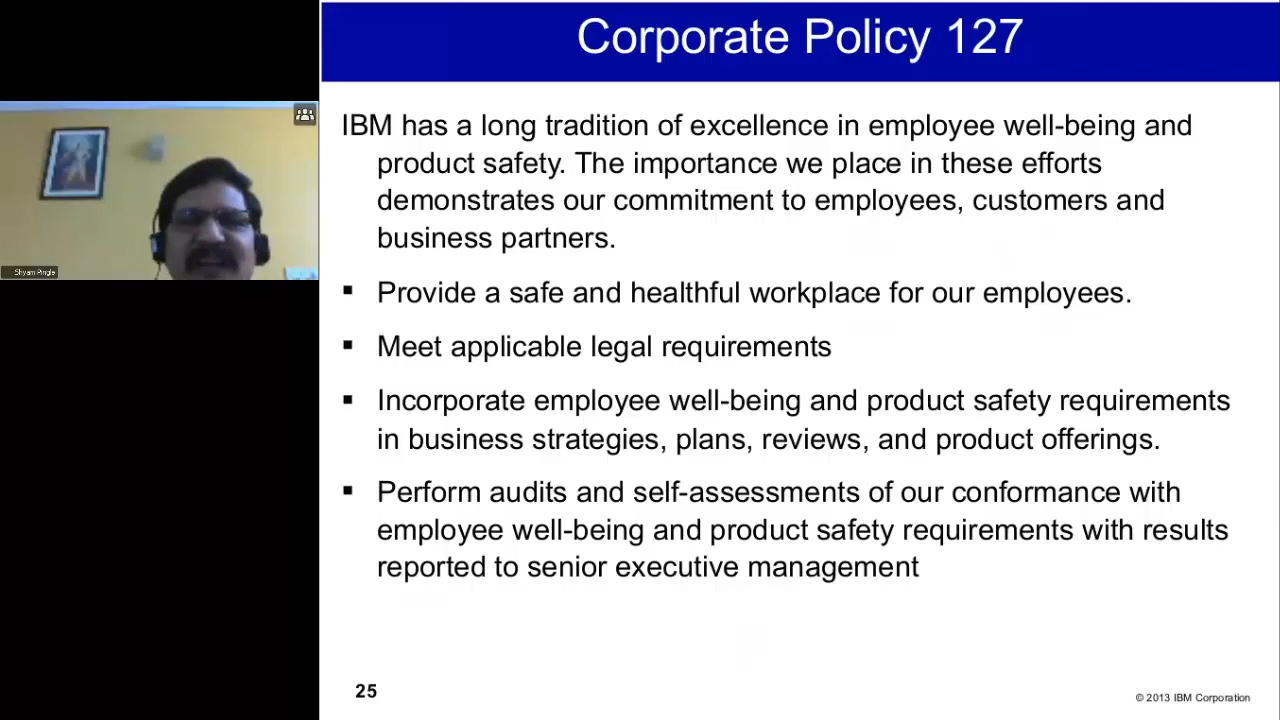 Corporate Policy 127
IBM has a long tradition of excellence in employee well-being and
product safety. The importance we place in these efforts
demonstrates our commitment to employees, customers and
business partners.
▪ Provide a safe and healthful workplace for our employees.
▪ Meet applicable legal requirements
▪ Incorporate employee well-being and product safety requirements
in business strategies, plans, reviews, and product offerings.
▪ Perform audits and self-assessments of our conformance with
employee well-being and product safety requirements with results
reported to senior executive management
Shyam Pingle
25
© 2013 IBM Corporation